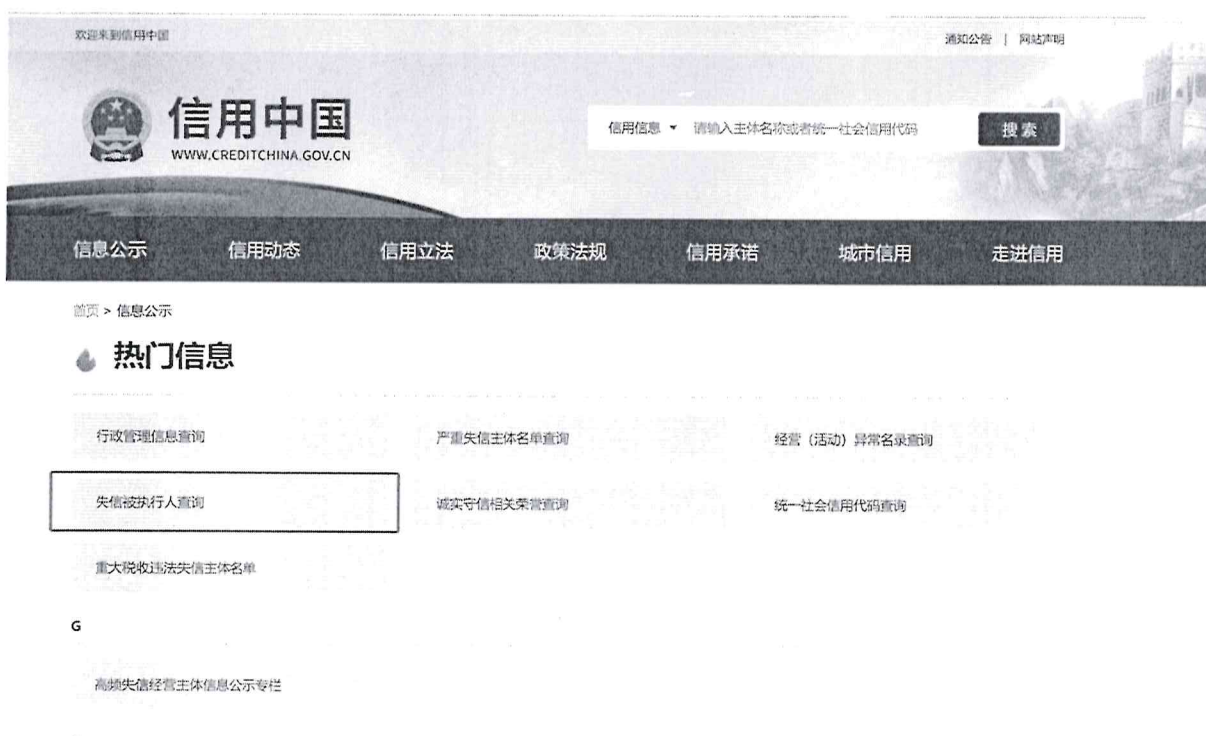 欢迎来到信用中国
通知公告 | 网站声明
信用中国
WWW.CREDITCHINA.GOV.CN
信用信息 请输入主体名称或者统一社会信用代码 搜索
信息公示 信用动态 信用立法 政策法规 信用承诺 城市信用 走进信用
首页 > 信息公示
热门信息
行政管理信息查询 严重失信主体名单查询 经营（活动）异常名录查询
失信被执行人查询 诚实守信相关荣誉查询 统一社会信用代码查询
重大税收违法失信主体名单
G
高频失信经营主体信息公示专栏